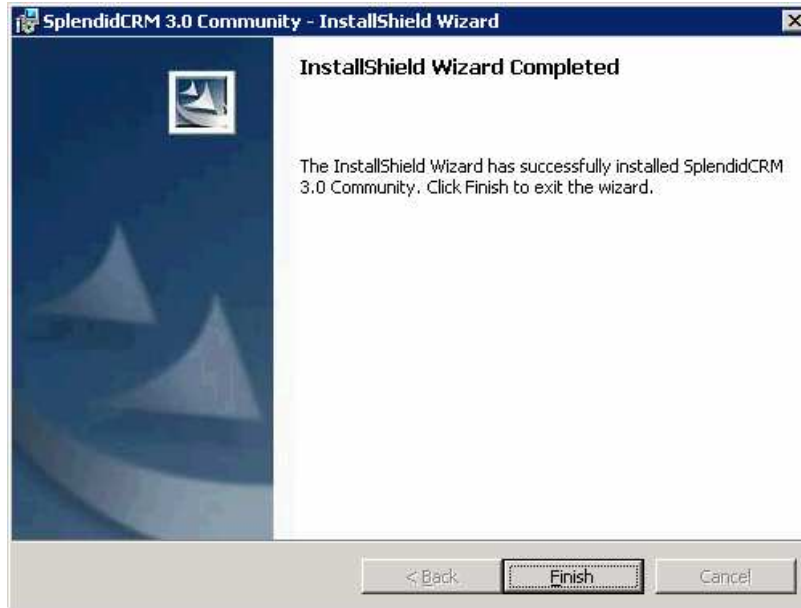 SplendidCRM 3.0 Community - InstallShield Wizard
InstallShield Wizard Completed
The InstallShield Wizard has successfully installed SplendidCRM
3.0 Community. Click Finish to exit the wizard.
< Back
Finish
Cancel